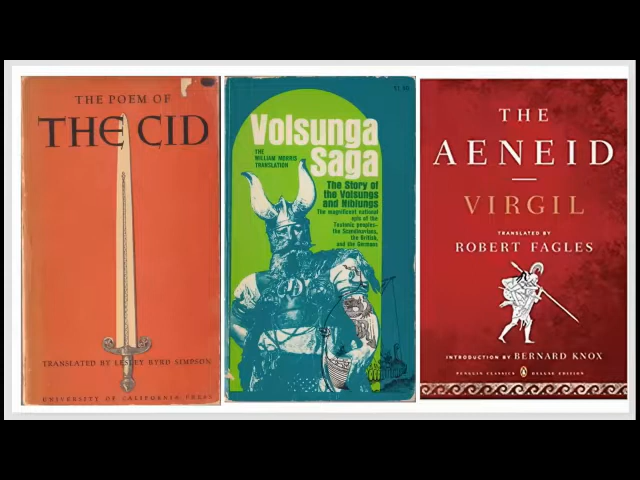 THE POEM OF
THE CID
TRANSLATED BY LESLEY BYRD SIMPSON
UNIVERSITY OF CALIFORNIA PRESS
Volsunga
Saga
THE
WILLIAM MORRIS
TRANSLATION
The Story of
the Volsungs
and Niblungs
The magnificent national
epic of the
Teutonic peoples–
the Scandinavians,
the British,
and the Germans
THE
AENEID
VIRGIL
TRANSLATED BY
ROBERT FAGLES
INTRODUCTION BY BERNARD KNOX
PENGUIN CLASSICS DELUXE EDITION